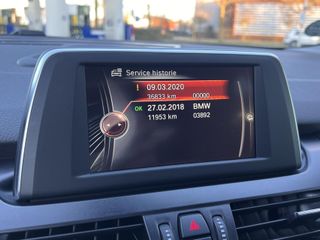 Service historie
! 09.03.2020
36833 km 00000
OK 27.02.2018 BMW
11953 km 03892